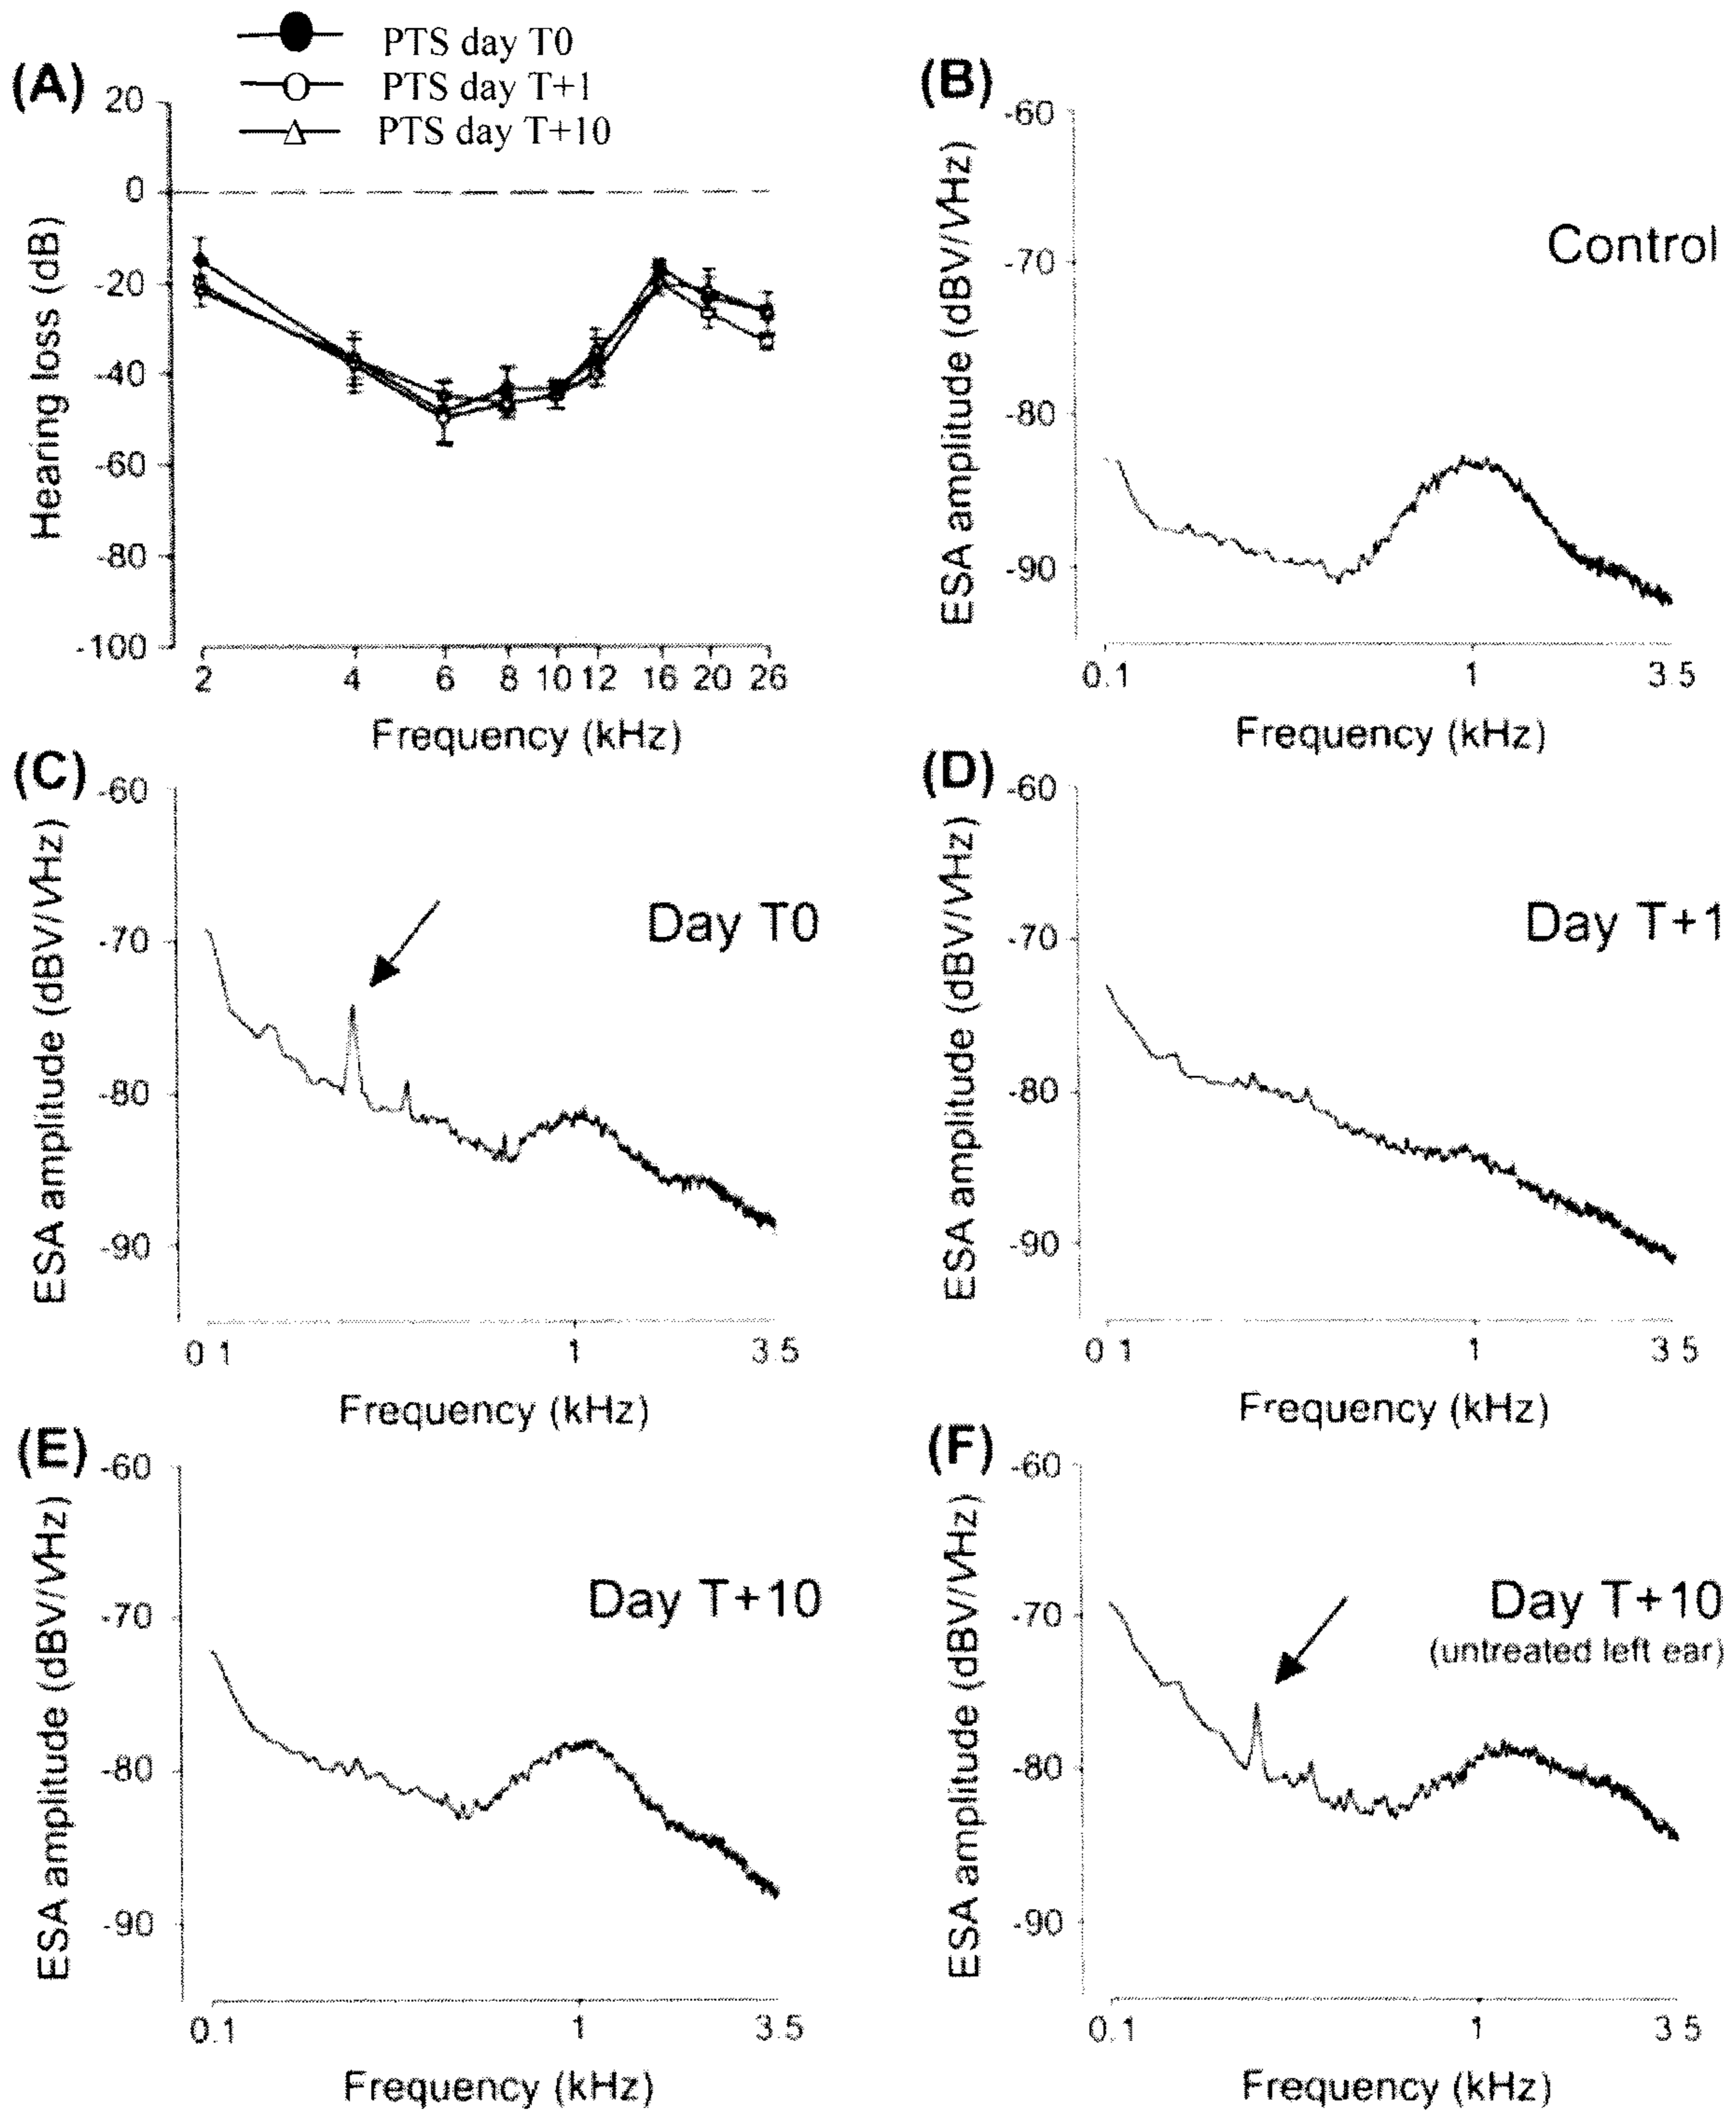 PTS day T0
PTS day T+1
PTS day T+10
(A)
20
0
-20
-40
-60
-80
-100
Hearing loss (dB)
2 4 6 8 10 12 16 20 26
Frequency (kHz)
(B)
-60
-70
-80
-90
ESA amplitude (dBV/√Hz)
Control
0.1 1 3.5
Frequency (kHz)
(C)
-60
-70
-80
-90
ESA amplitude (dBV/√Hz)
Day T0
0 1 1 3.5
Frequency (kHz)
(D)
-60
-70
-80
-90
ESA amplitude (dBV/√Hz)
Day T+1
0 1 1 3 5
Frequency (kHz)
(E)
-60
-70
-80
-90
ESA amplitude (dBV/√Hz)
Day T+10
0.1 1 3.5
Frequency (kHz)
(F)
-60
-70
-80
-90
ESA amplitude (dBV/√Hz)
Day T+10
(untreated left ear)
0.1 1 3 5
Frequency (kHz)